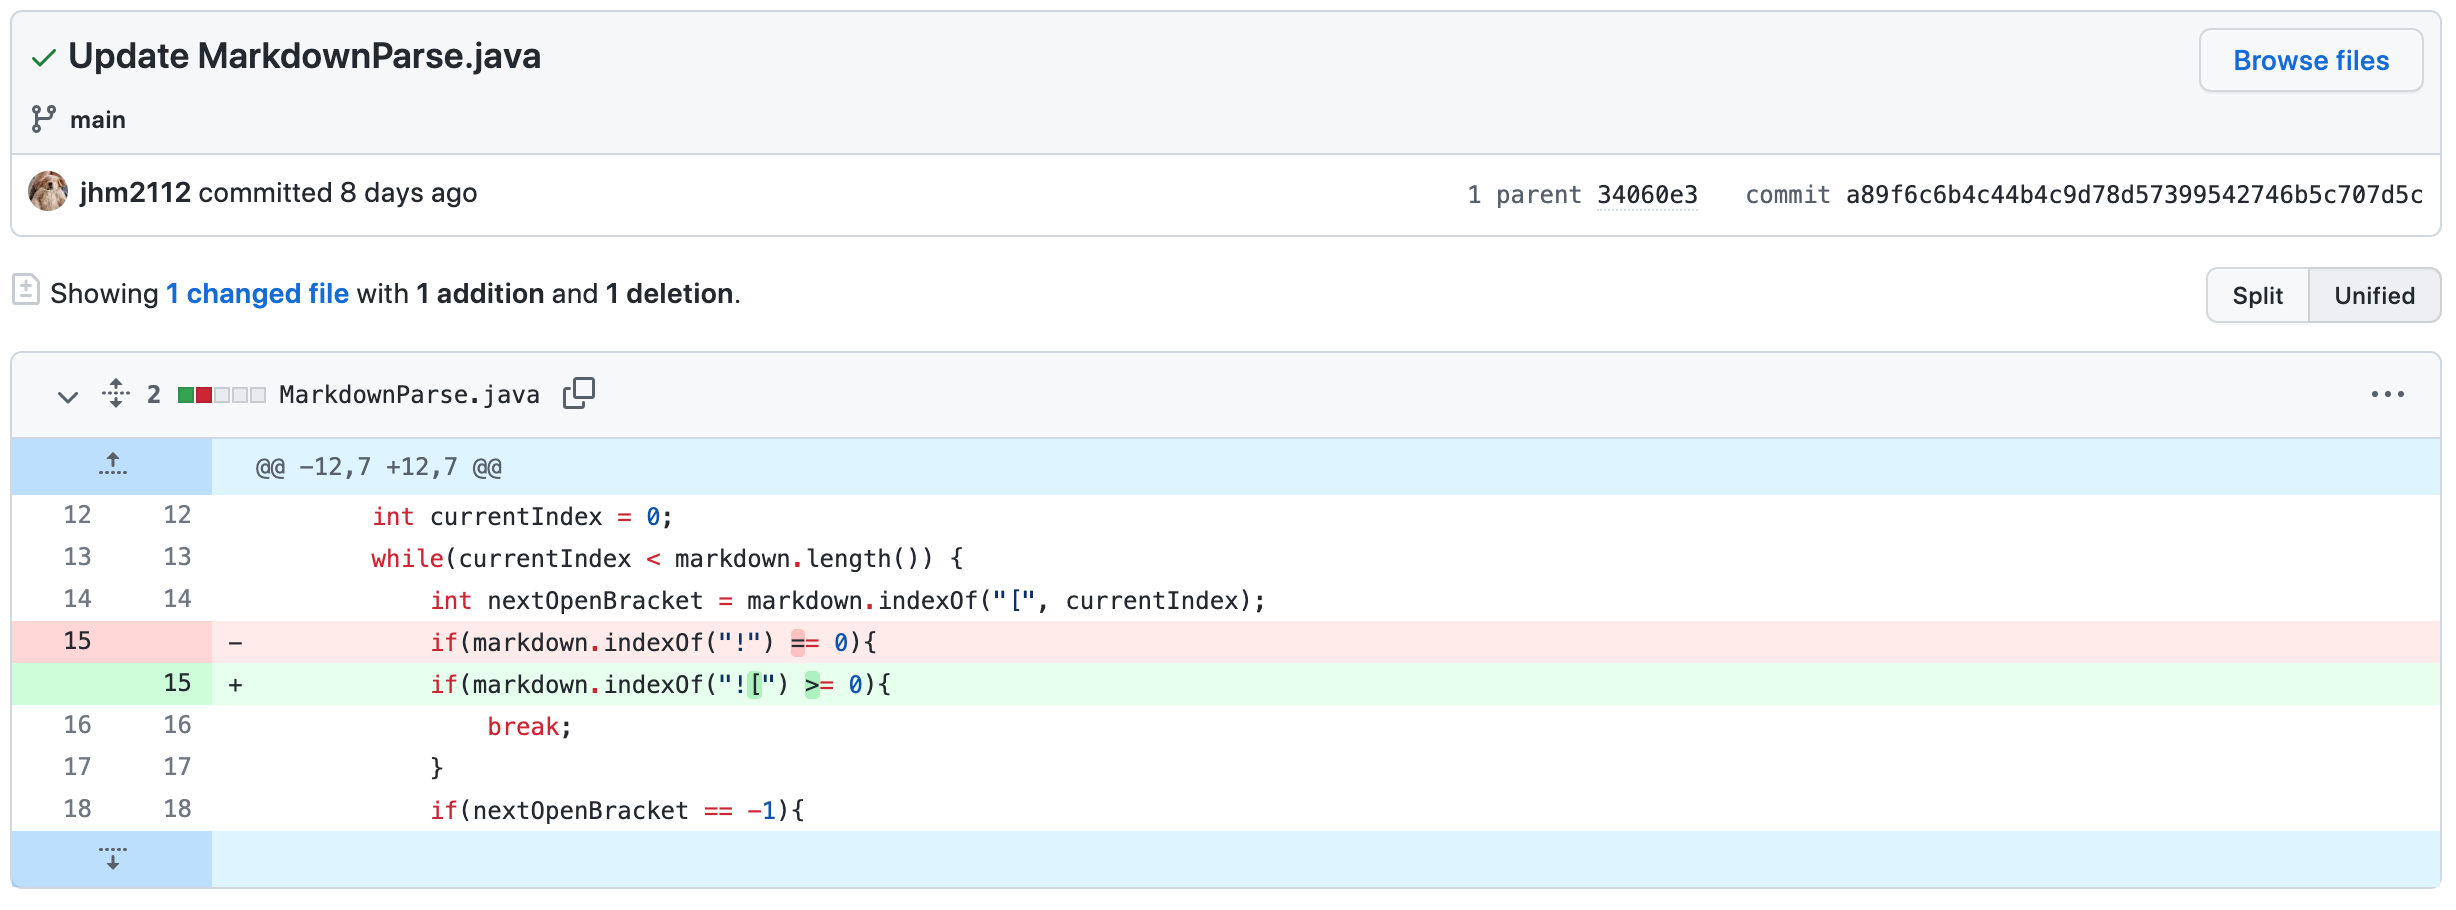 Update MarkdownParse.java
Browse files
main
jhm2112 committed 8 days ago
1 parent 34060e3 commit a89f6c6b4c44b4c9d78d57399542746b5c707d5c
Showing 1 changed file with 1 addition and 1 deletion.
Split Unified
2 MarkdownParse.java
@@ -12,7 +12,7 @@
12 12 int currentIndex = 0;
13 13 while(currentIndex < markdown.length()) {
14 14 int nextOpenBracket = markdown.indexOf("[", currentIndex);
15 - if(markdown.indexOf("!") == 0){
15 + if(markdown.indexOf("![") >= 0){
16 16 break;
17 17 }
18 18 if(nextOpenBracket == -1){